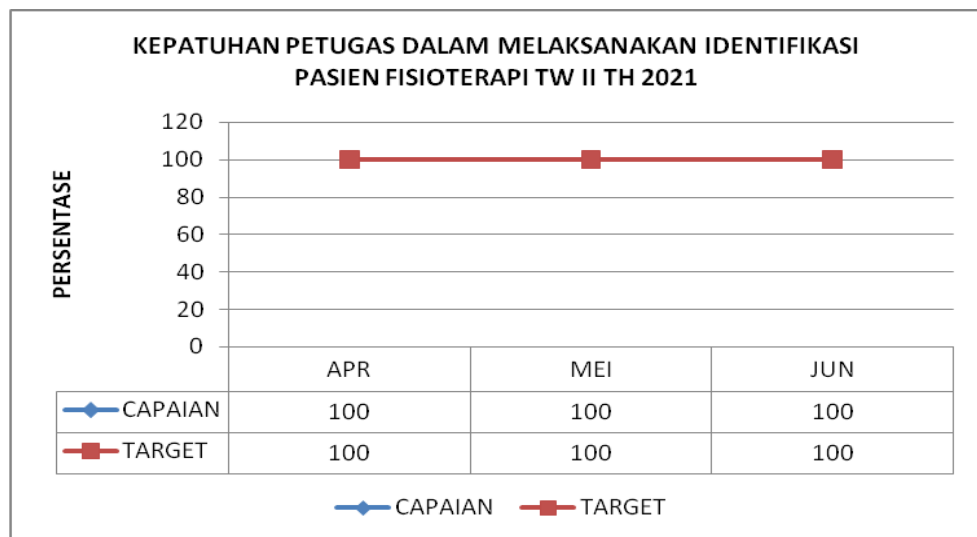 KEPATUHAN PETUGAS DALAM MELAKSANAKAN IDENTIFIKASI
PASIEN FISIOTERAPI TW II TH 2021
PERSENTASE
120
100
80
60
40
20
0
APR MEI JUN
CAPAIAN 100 100 100
TARGET 100 100 100
CAPAIAN TARGET